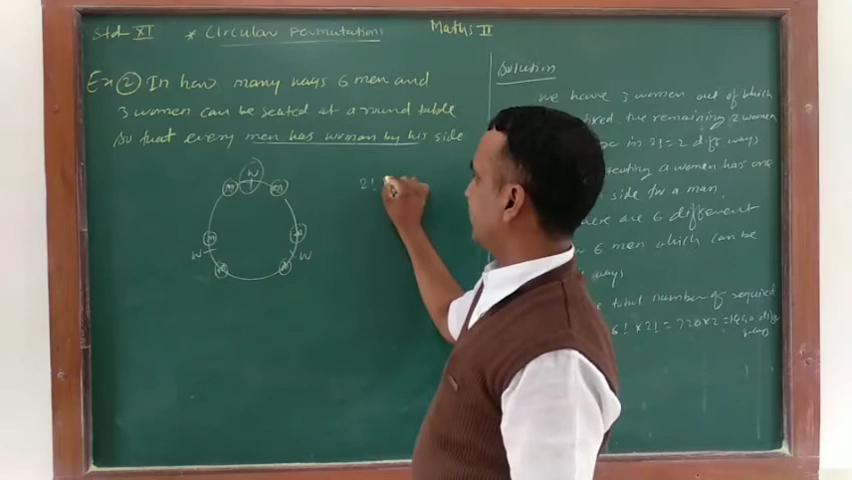 Std XI * Circular Permutations Maths II
Ex (2) In how many ways 6 men and
3 women can be seated at a round table
so that every men has woman by his side
W
M M
M M
W W
M M
2!
Solution
We have 3 women out of which
the remaining 2 women
in 2! = 2 diff ways
a woman has one
side for a man.
there are 6 different
6 men which can be
ways
total number of required
6! × 2! = 720×2 = 1440 diff
ways